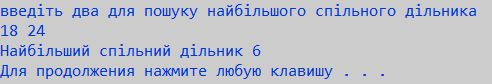 введіть два для пошуку найбільшого спільного дільника
18 24
Найбільший спільний дільник 6
Для продолжения нажмите любую клавишу . . .